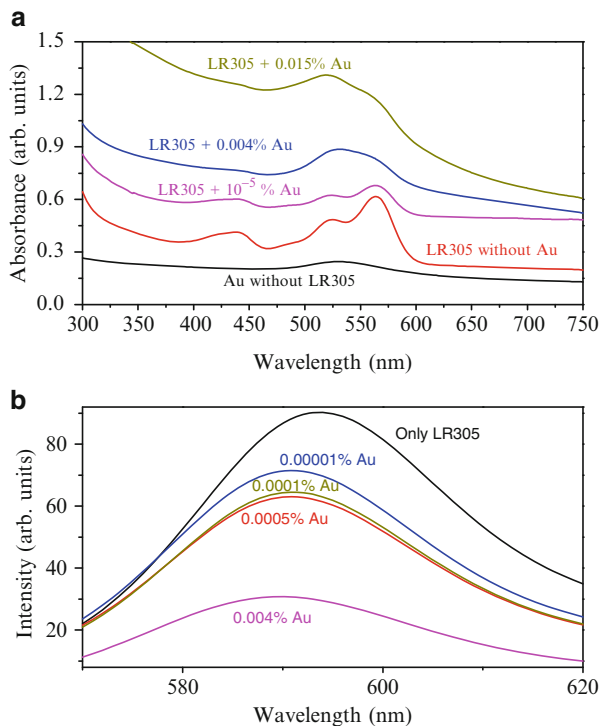 a
1.5
LR305 + 0.015% Au
1.2
LR305 + 0.004% Au
0.9
LR305 + 10⁻⁵ % Au
0.6
LR305 without Au
0.3
Au without LR305
0.0
300 350 400 450 500 550 600 650 700 750
Absorbance (arb. units)
Wavelength (nm)
b
80
Only LR305
0.00001% Au
60
0.0001% Au
0.0005% Au
40
0.004% Au
20
580 600 620
Intensity (arb. units)
Wavelength (nm)